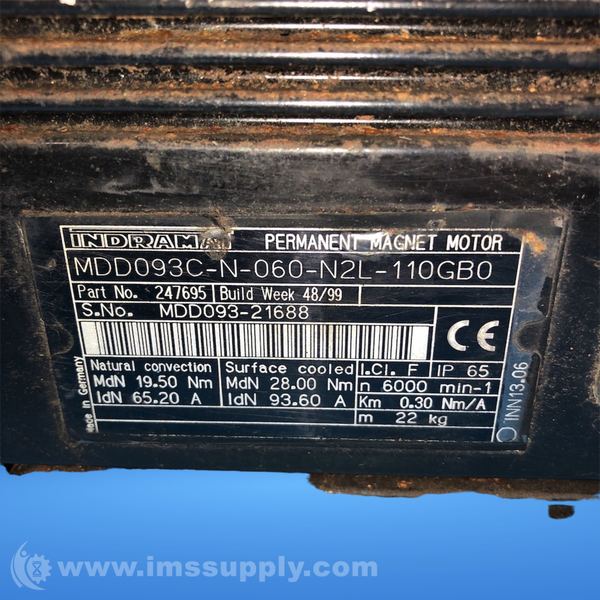 INDRAMAT PERMANENT MAGNET MOTOR
MDD093C-N-060-N2L-110GB0
Part No. 247695 Build Week 48/99
S.No. MDD093-21688
CE
Natural convection Surface cooled I.Cl. F IP 65
MdN 19.50 Nm MdN 28.00 Nm n 6000 min-1
IdN 65.20 A IdN 93.60 A Km 0.30 Nm/A
m 22 kg
Made in Germany
INN13.06
www.imssupply.com